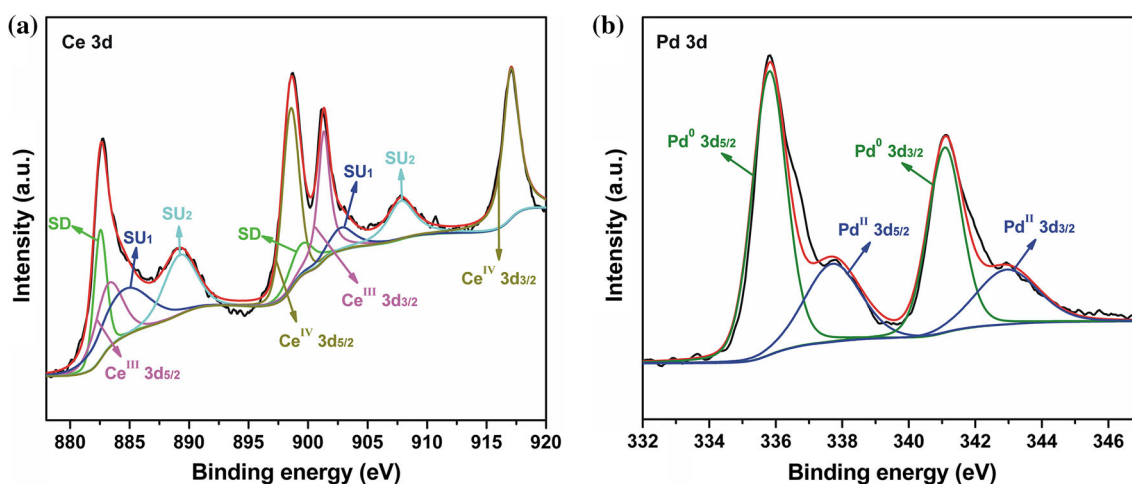 (a)
Ce 3d
Intensity (a.u.)
SD
SU1
SU2
Ce^III 3d5/2
SD
Ce^IV 3d5/2
SU1
Ce^III 3d3/2
SU2
Ce^IV 3d3/2
880 885 890 895 900 905 910 915 920
Binding energy (eV)
(b)
Pd 3d
Intensity (a.u.)
Pd^0 3d5/2
Pd^II 3d5/2
Pd^0 3d3/2
Pd^II 3d3/2
332 334 336 338 340 342 344 346
Binding energy (eV)